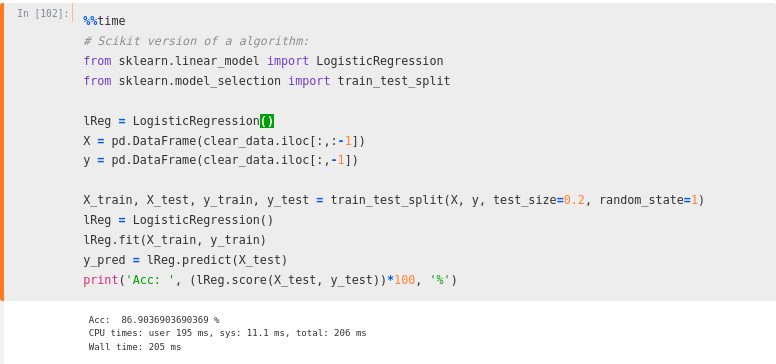 In [102]:
%%time
# Scikit version of a algorithm:
from sklearn.linear_model import LogisticRegression
from sklearn.model_selection import train_test_split
lReg = LogisticRegression()
X = pd.DataFrame(clear_data.iloc[:,:-1])
y = pd.DataFrame(clear_data.iloc[:,-1])
X_train, X_test, y_train, y_test = train_test_split(X, y, test_size=0.2, random_state=1)
lReg = LogisticRegression()
lReg.fit(X_train, y_train)
y_pred = lReg.predict(X_test)
print('Acc: ', (lReg.score(X_test, y_test))*100, '%')
Acc:  86.9036903690369 %
CPU times: user 195 ms, sys: 11.1 ms, total: 206 ms
Wall time: 205 ms